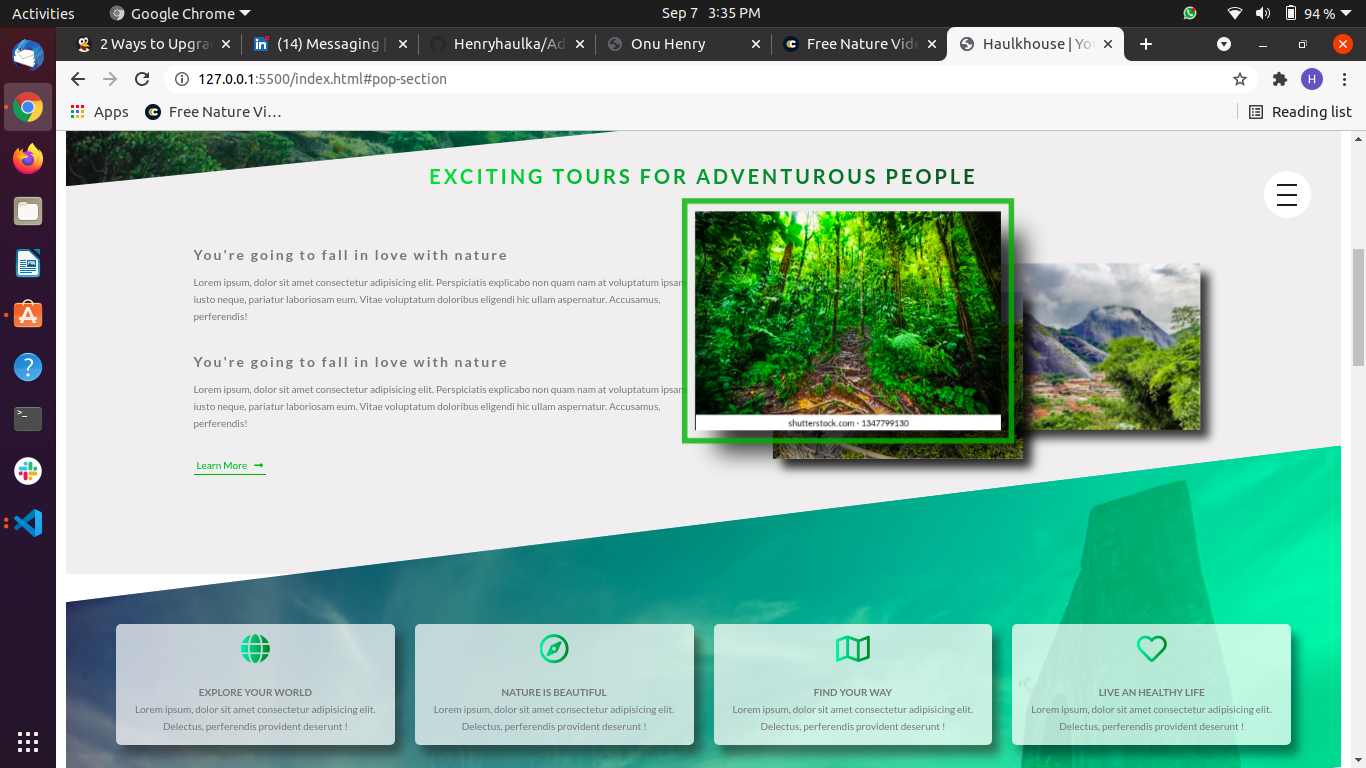 Activities
Google Chrome
Sep 7 3:35 PM
94 %
2 Ways to Upgra
(14) Messaging |
Henryhaulka/Ad
Onu Henry
Free Nature Vide
Haulkhouse | Yo
127.0.0.1:5500/index.html#pop-section
H
Apps
Free Nature Vi…
Reading list
EXCITING TOURS FOR ADVENTUROUS PEOPLE
You're going to fall in love with nature
Lorem ipsum, dolor sit amet consectetur adipisicing elit. Perspiciatis explicabo non quam nam at voluptatum ipsam
iusto neque, pariatur laboriosam eum. Vitae voluptatum doloribus eligendi hic ullam aspernatur. Accusamus,
perferendis!
You're going to fall in love with nature
Lorem ipsum, dolor sit amet consectetur adipisicing elit. Perspiciatis explicabo non quam nam at voluptatum ipsam
iusto neque, pariatur laboriosam eum. Vitae voluptatum doloribus eligendi hic ullam aspernatur. Accusamus,
perferendis!
Learn More →
shutterstock.com · 1347799130
EXPLORE YOUR WORLD
Lorem ipsum, dolor sit amet consectetur adipisicing elit.
Delectus, perferendis provident deserunt !
NATURE IS BEAUTIFUL
Lorem ipsum, dolor sit amet consectetur adipisicing elit.
Delectus, perferendis provident deserunt !
FIND YOUR WAY
Lorem ipsum, dolor sit amet consectetur adipisicing elit.
Delectus, perferendis provident deserunt !
LIVE AN HEALTHY LIFE
Lorem ipsum, dolor sit amet consectetur adipisicing elit.
Delectus, perferendis provident deserunt !